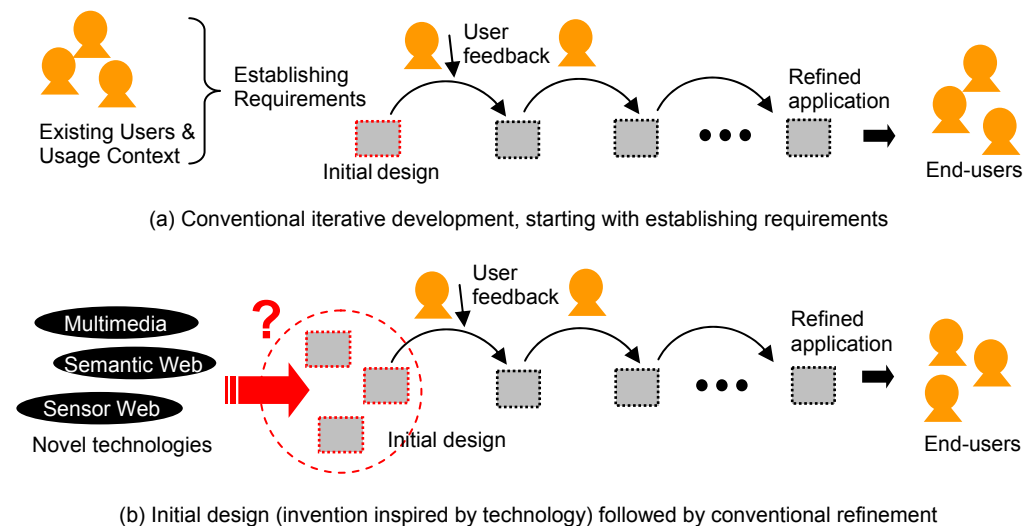 User
feedback
Establishing
Requirements
Refined
application
Existing Users &
Usage Context
Initial design
End-users
(a) Conventional iterative development, starting with establishing requirements
User
feedback
?
Multimedia
Semantic Web
Sensor Web
Novel technologies
Initial design
Refined
application
End-users
(b) Initial design (invention inspired by technology) followed by conventional refinement